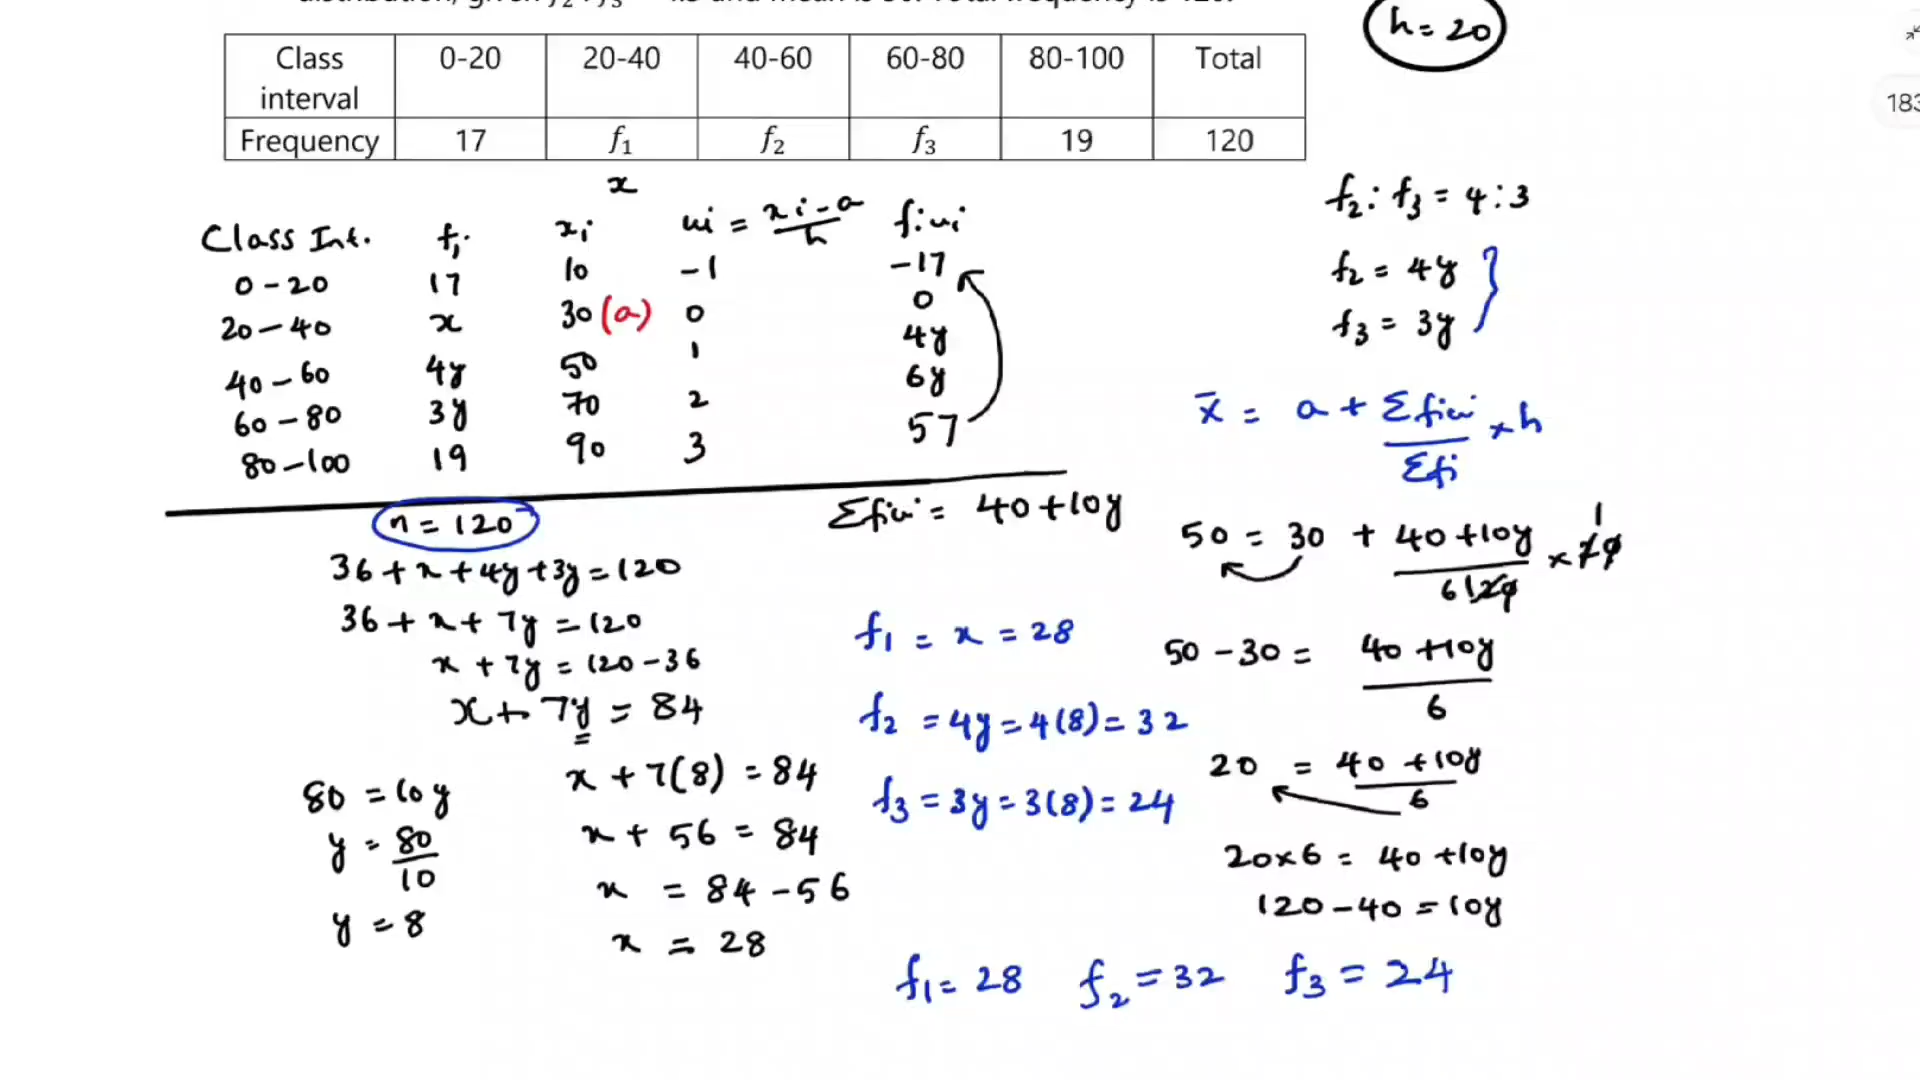 h = 20
183
Class interval 0-20 20-40 40-60 60-80 80-100 Total
Frequency 17 f₁ f₂ f₃ 19 120
x
Class Int. fi xi ui = xi - a / h fiui
0 - 20 17 10 -1 -17
20 - 40 x 30 (a) 0 0
40 - 60 4y 50 1 4y
60 - 80 3y 70 2 6y
80 - 100 19 90 3 57
n = 120 Σfiui = 40 + 10y
36 + x + 4y + 3y = 120
36 + x + 7y = 120
x + 7y = 120 - 36
x + 7y = 84
80 = 10y
y = 80/10
y = 8
x + 7(8) = 84
x + 56 = 84
x = 84 - 56
x = 28
f₁ = x = 28
f₂ = 4y = 4(8) = 32
f₃ = 3y = 3(8) = 24
f₂ : f₃ = 4 : 3
f₂ = 4y }
f₃ = 3y
x̄ = a + Σfiui / Σfi × h
50 = 30 + 40 + 10y / 6 120 × 20 1
50 - 30 = 40 + 10y / 6
20 = 40 + 10y / 6
20×6 = 40 + 10y
120 - 40 = 10y
f₁ = 28 f₂ = 32 f₃ = 24